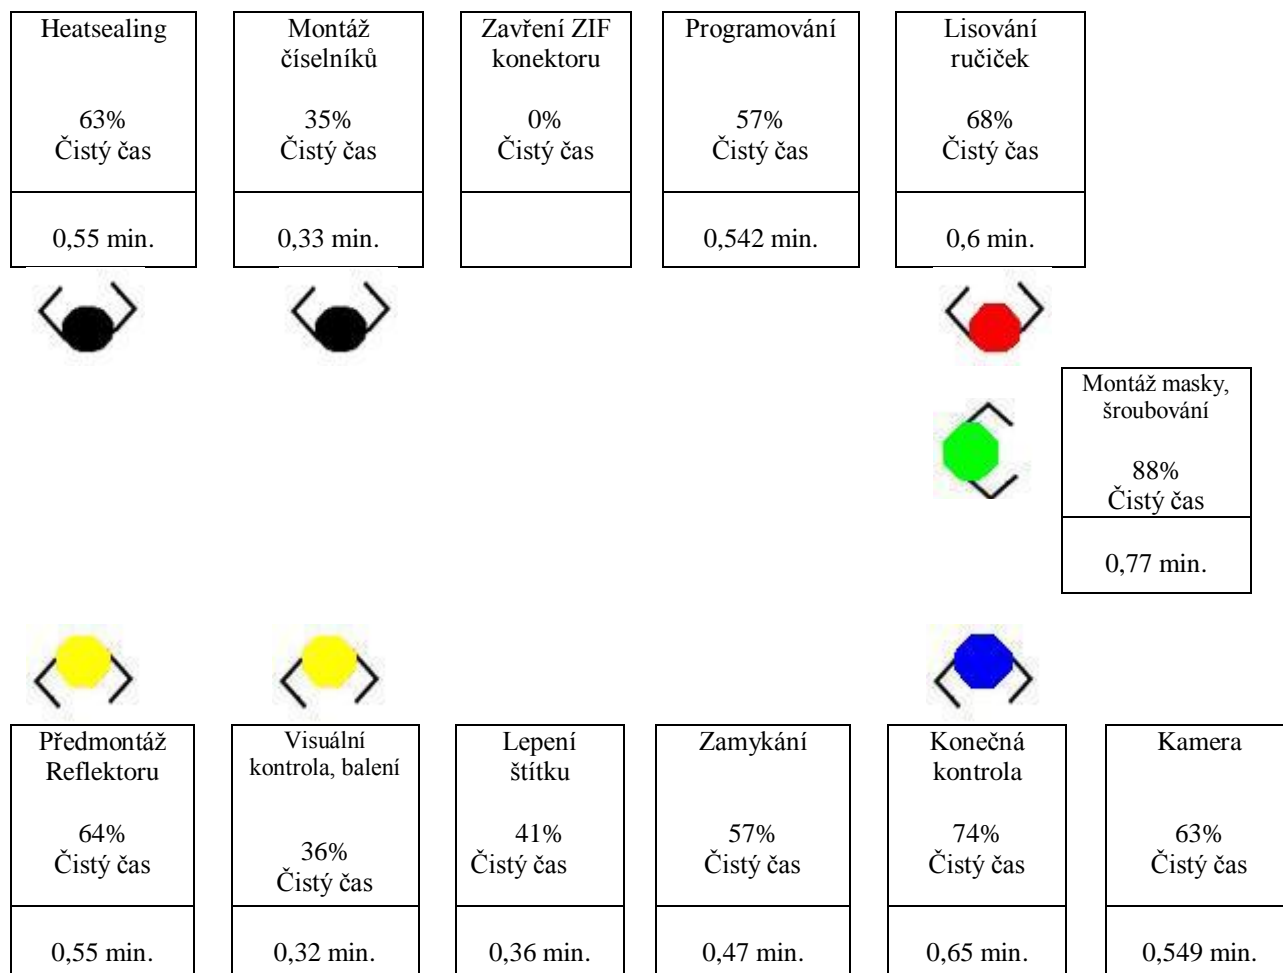 Heatsealing
63%
Čistý čas
0,55 min.
Montáž
číselníků
35%
Čistý čas
0,33 min.
Zavření ZIF
konektoru
0%
Čistý čas
Programování
57%
Čistý čas
0,542 min.
Lisování
ručiček
68%
Čistý čas
0,6 min.
Montáž masky,
šroubování
88%
Čistý čas
0,77 min.
Předmontáž
Reflektoru
64%
Čistý čas
0,55 min.
Visuální
kontrola, balení
36%
Čistý čas
0,32 min.
Lepení
štítku
41%
Čistý čas
0,36 min.
Zamykání
57%
Čistý čas
0,47 min.
Konečná
kontrola
74%
Čistý čas
0,65 min.
Kamera
63%
Čistý čas
0,549 min.